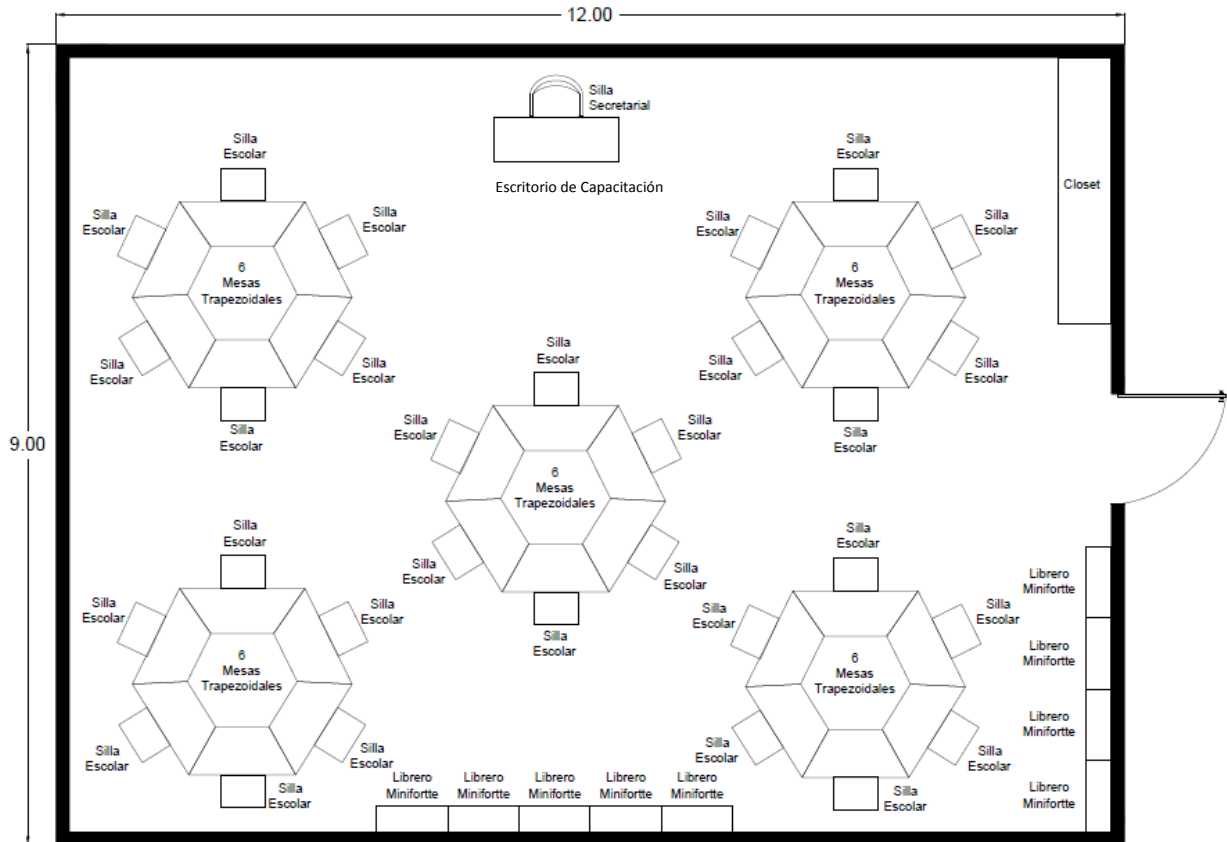 12.00
9.00
Silla
Secretarial
Escritorio de Capacitación
Closet
Silla
Escolar
Silla
Escolar
Silla
Escolar
6
Mesas
Trapezoidales
Silla
Escolar
Silla
Escolar
Silla
Escolar
Silla
Escolar
Silla
Escolar
Silla
Escolar
6
Mesas
Trapezoidales
Silla
Escolar
Silla
Escolar
Silla
Escolar
Silla
Escolar
Silla
Escolar
Silla
Escolar
6
Mesas
Trapezoidales
Silla
Escolar
Silla
Escolar
Silla
Escolar
Silla
Escolar
Silla
Escolar
Silla
Escolar
6
Mesas
Trapezoidales
Silla
Escolar
Silla
Escolar
Silla
Escolar
Silla
Escolar
Silla
Escolar
Silla
Escolar
6
Mesas
Trapezoidales
Silla
Escolar
Silla
Escolar
Silla
Escolar
Librero
Minifortte
Librero
Minifortte
Librero
Minifortte
Librero
Minifortte
Librero
Minifortte
Librero
Minifortte
Librero
Minifortte
Librero
Minifortte
Librero
Minifortte